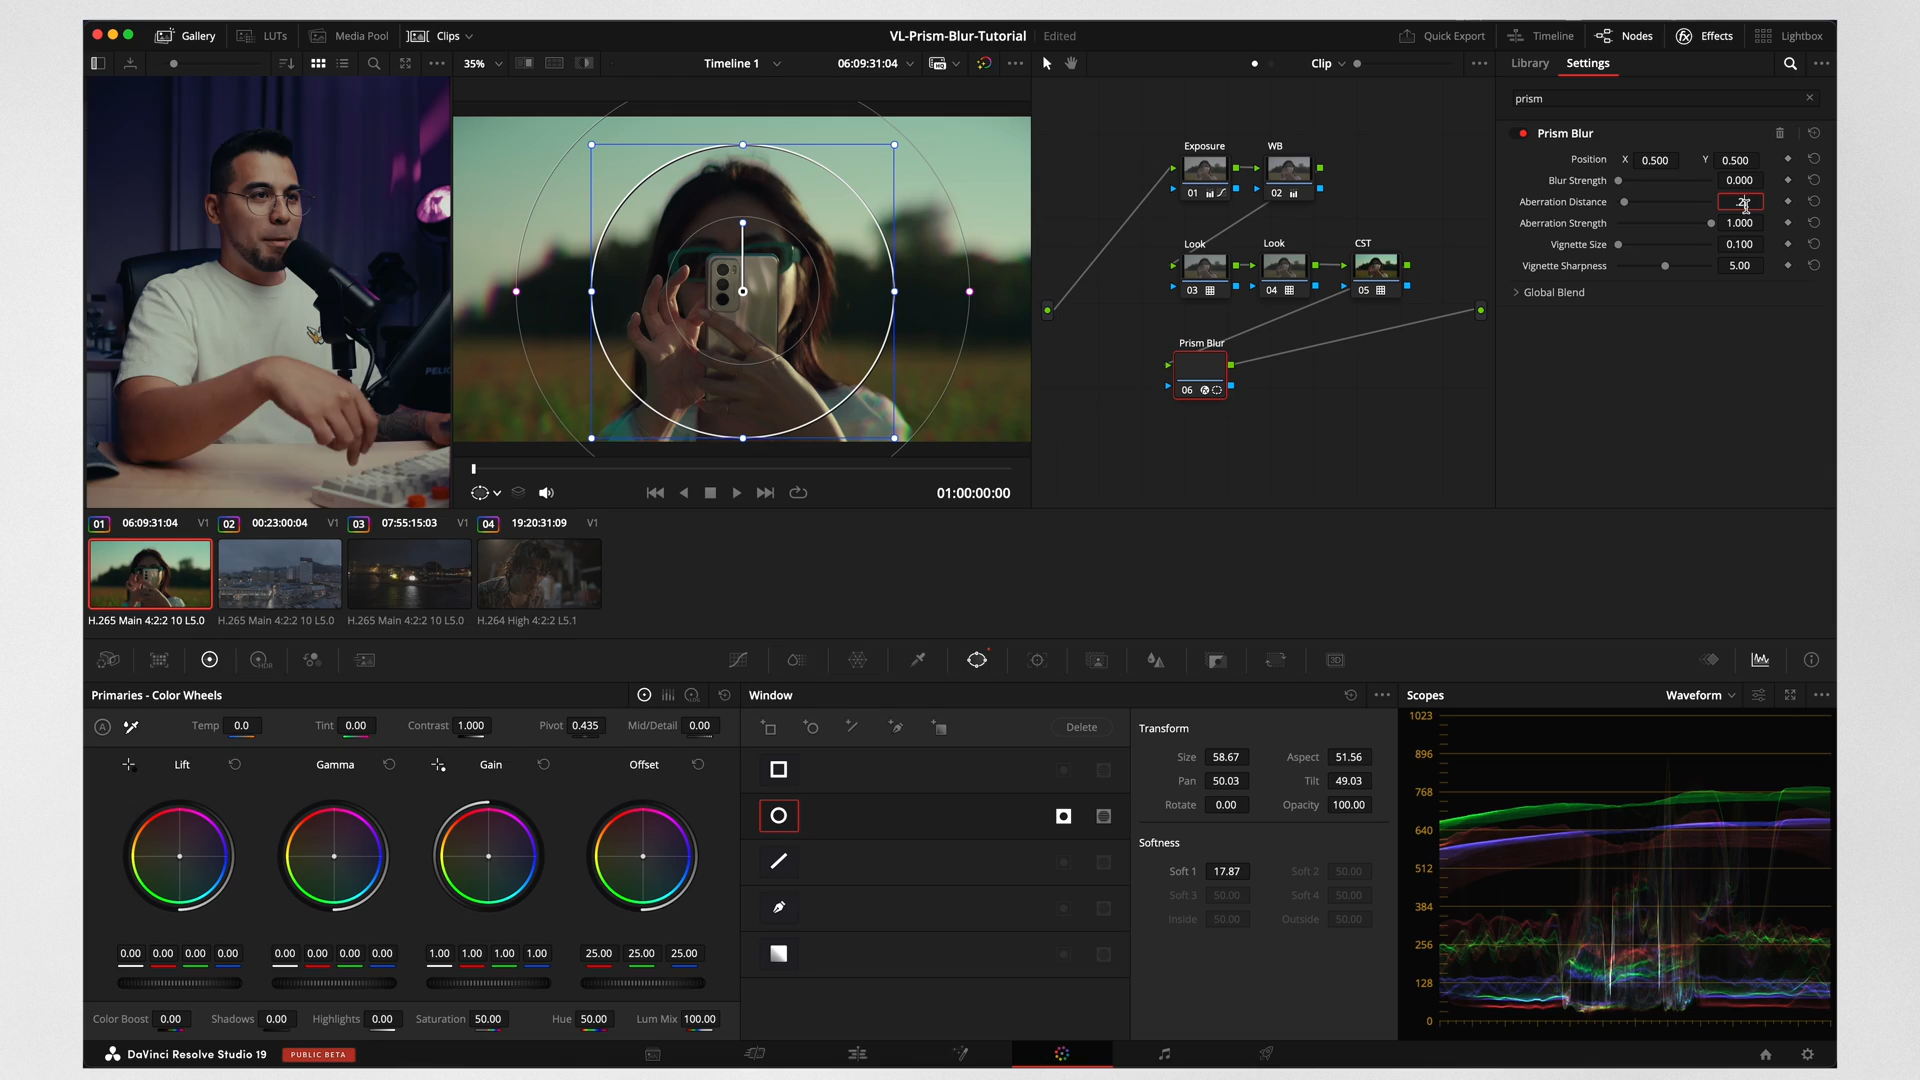 Gallery LUTs Media Pool Clips VL-Prism-Blur-Tutorial Edited Quick Export Timeline Nodes Effects Lightbox
35% Timeline 1 06:09:31:04 Clip Library Settings
prism
Prism Blur
Position X 0.500 Y 0.500
Blur Strength 0.000
Aberration Distance
Aberration Strength 1.000
Vignette Size 0.100
Vignette Sharpness 5.00
Global Blend
Exposure WB
01 02
Look Look CST
03 04 05
Prism Blur
06
01:00:00:00
01 06:09:31:04 V1 02 00:23:00:04 V1 03 07:55:15:03 V1 04 19:20:31:09 V1
H.265 Main 4:2:2 10 L5.0 H.265 Main 4:2:2 10 L5.0 H.265 Main 4:2:2 10 L5.0 H.264 High 4:2:2 L5.1
HDR 3D
Primaries - Color Wheels
A Temp 0.0 Tint 0.00 Contrast 1.000 Pivot 0.435 Mid/Detail 0.00
Lift Gamma Gain Offset
0.00 0.00 0.00 0.00 0.00 0.00 0.00 0.00 1.00 1.00 1.00 1.00 25.00 25.00 25.00
Color Boost 0.00 Shadows 0.00 Highlights 0.00 Saturation 50.00 Hue 50.00 Lum Mix 100.00
Window
Delete
Transform
Size 58.67 Aspect 51.56
Pan 50.03 Tilt 49.03
Rotate 0.00 Opacity 100.00
Softness
Soft 1 17.87 Soft 2 50.00
Soft 3 50.00 Soft 4 50.00
Inside 50.00 Outside 50.00
Scopes Waveform
1023
896
768
640
512
384
256
128
0
DaVinci Resolve Studio 19 PUBLIC BETA